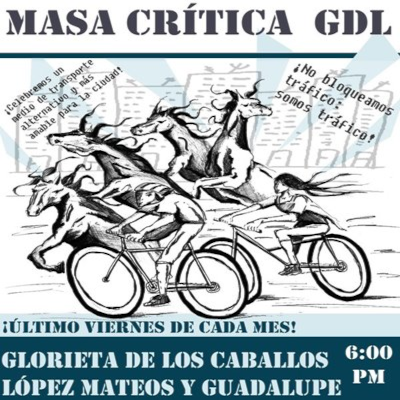 MASA CRÍTICA GDL
¡Celebremos un
medio de transporte
alternativo y más
amable para la ciudad!
¡No bloqueamos
tráfico:
somos tráfico!
¡ÚLTIMO VIERNES DE CADA MES!
GLORIETA DE LOS CABALLOS
LÓPEZ MATEOS Y GUADALUPE
6:00
PM